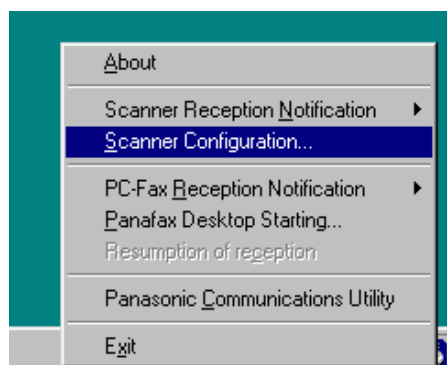 About
Scanner Reception Notification
Scanner Configuration...
PC-Fax Reception Notification
Panafax Desktop Starting...
Resumption of reception
Panasonic Communications Utility
Exit